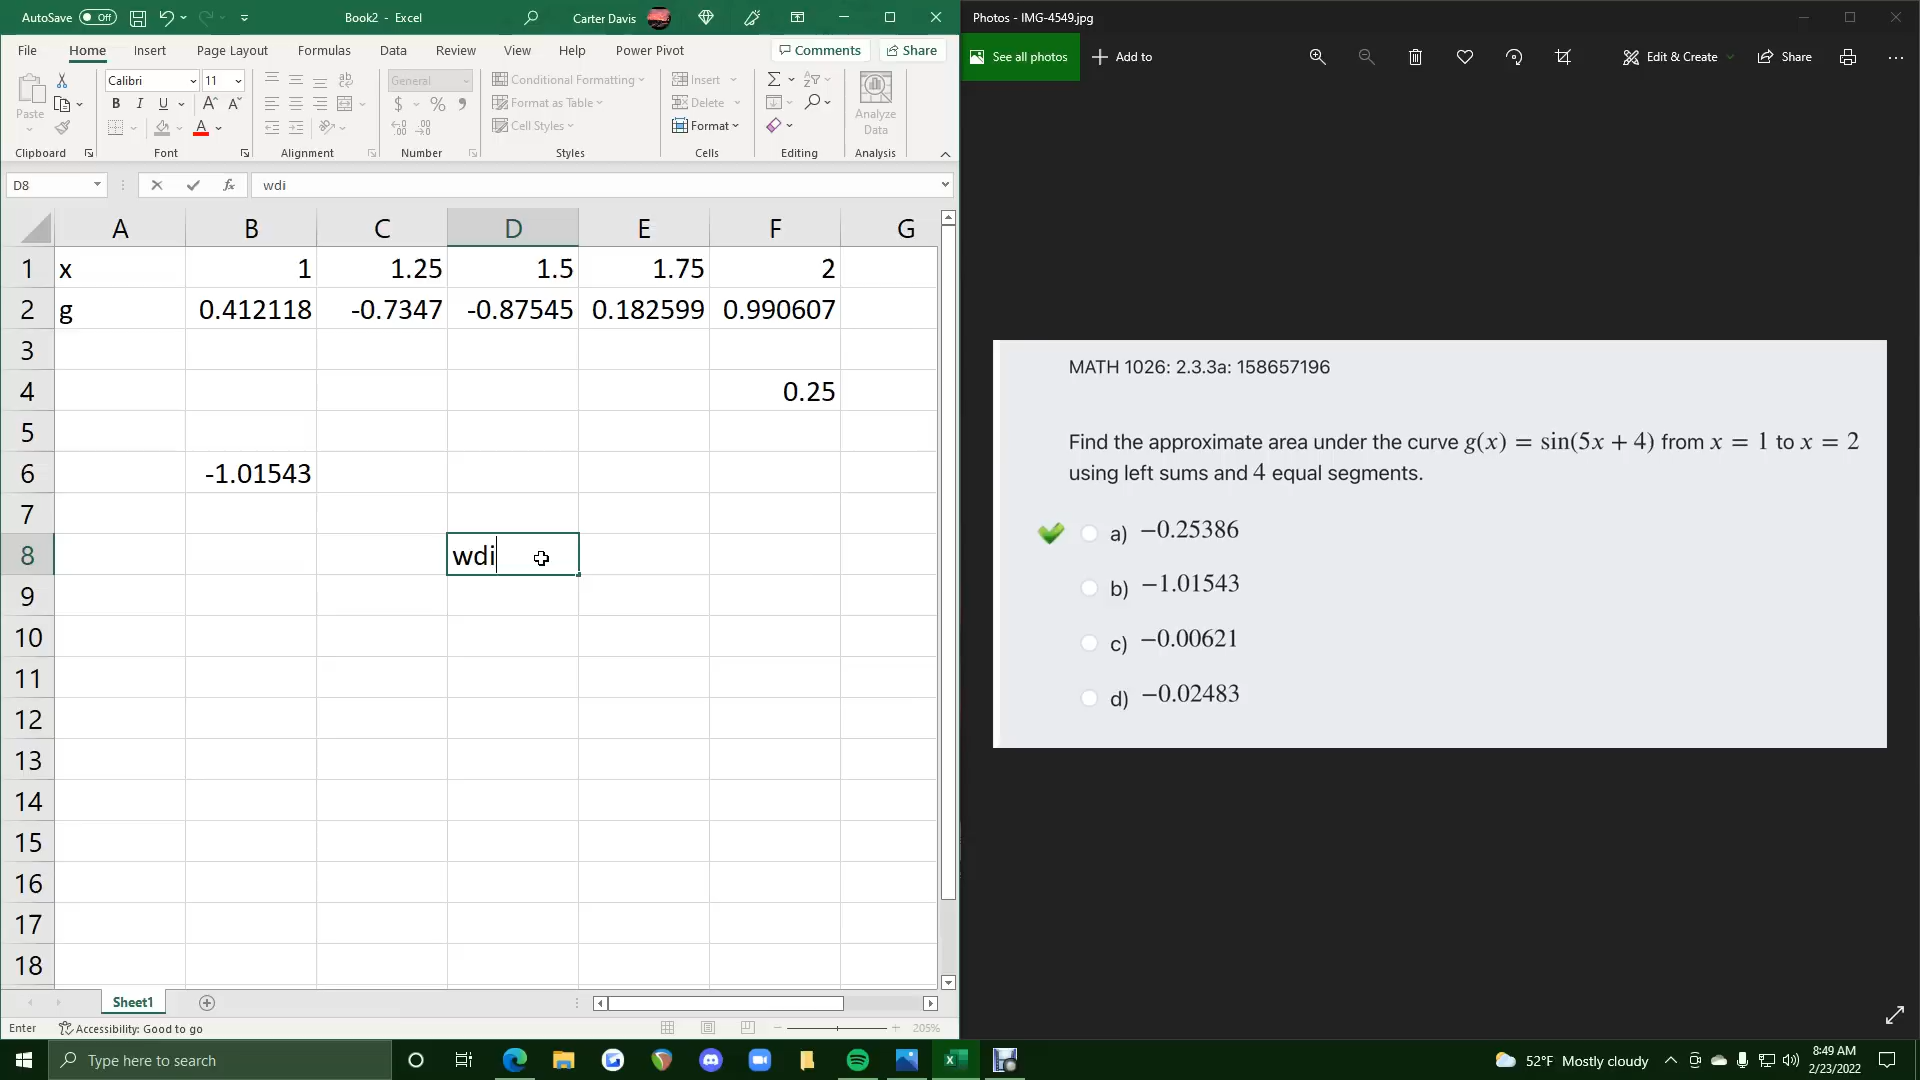 AutoSave Off Book2 - Excel Carter Davis
File Home Insert Page Layout Formulas Data Review View Help Power Pivot Comments Share
Paste Calibri 11 B I U A A A General $ % Conditional Formatting Format as Table Cell Styles Insert Delete Format Analyze Data
Clipboard Font Alignment Number Styles Cells Editing Analysis
D8 fx wdi
A B C D E F G
1 x 1 1.25 1.5 1.75 2
2 g 0.412118 -0.7347 -0.87545 0.182599 0.990607
3
4 0.25
5
6 -1.01543
7
8 wdi
9
10
11
12
13
14
15
16
17
18
Sheet1
Enter Accessibility: Good to go 205%
Photos - IMG-4549.jpg
See all photos Add to Edit & Create Share
MATH 1026: 2.3.3a: 158657196
Find the approximate area under the curve g(x) = sin(5x + 4) from x = 1 to x = 2
using left sums and 4 equal segments.
a) −0.25386
b) −1.01543
c) −0.00621
d) −0.02483
Type here to search 52°F Mostly cloudy 8:49 AM
2/23/2022